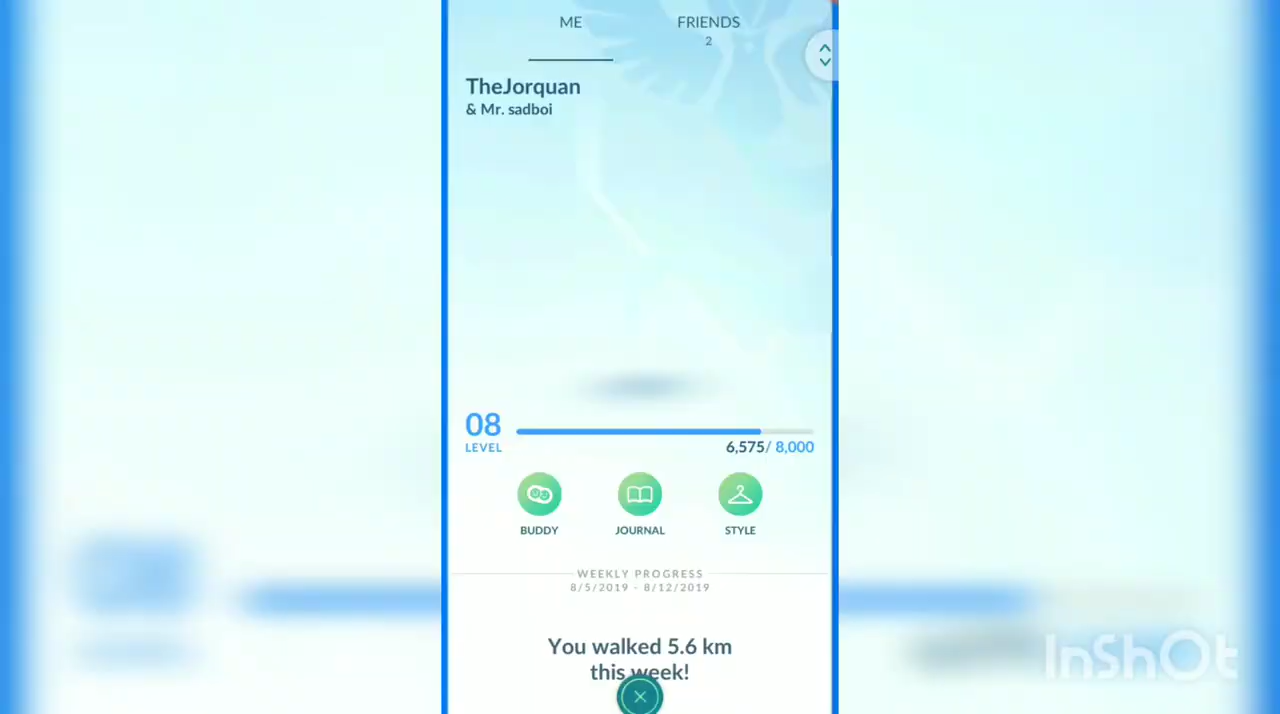 ME
FRIENDS
2
TheJorquan
& Mr. sadboi
08
LEVEL
6,575/ 8,000
BUDDY
JOURNAL
STYLE
WEEKLY PROGRESS
8/5/2019 - 8/12/2019
You walked 5.6 km
this week!
InShOt